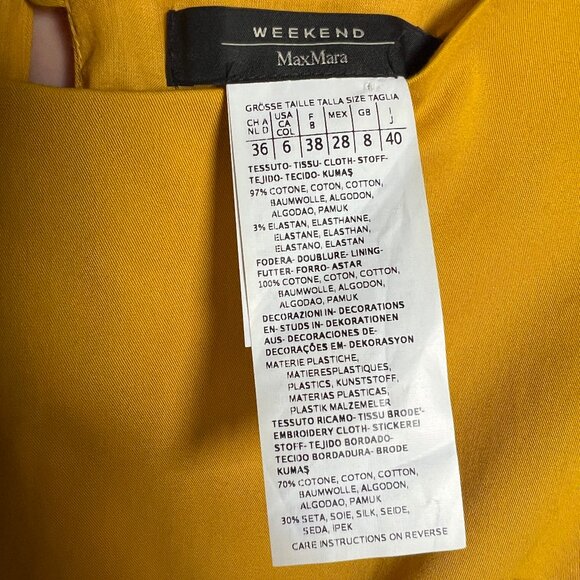 WEEKEND
MaxMara
GRÖSSE TAILLE TALLA SIZE TAGLIA
CH A NL D USA CA COL F B MEX GB I J
36 6 38 28 8 40
TESSUTO- TISSU- CLOTH- STOFF-
TEJIDO- TECIDO- KUMAŞ
97% COTONE, COTON, COTTON,
BAUMWOLLE, ALGODON,
ALGODAO, PAMUK
3% ELASTAN, ELASTHANNE,
ELASTANE, ELASTHAN,
ELASTANO, ELASTAN
FODERA- DOUBLURE- LINING-
FUTTER- FORRO- ASTAR
100% COTONE, COTON, COTTON,
BAUMWOLLE, ALGODON,
ALGODAO, PAMUK
DECORAZIONI IN- DECORATIONS
EN- STUDS IN- DEKORATIONEN
AUS- DECORACIONES DE-
DECORAÇÕES EM- DEKORASYON
MATERIE PLASTICHE,
MATIERESPLASTIQUES,
PLASTICS, KUNSTSTOFF,
MATERIAS PLASTICAS,
PLASTIK MALZEMELER
TESSUTO RICAMO- TISSU BRODE'-
EMBROIDERY CLOTH- STICKEREI
STOFF- TEJIDO BORDADO-
TECIDO BORDADURA- BRODE
KUMAŞ
70% COTONE, COTON, COTTON,
BAUMWOLLE, ALGODON,
ALGODAO, PAMUK
30% SETA, SOIE, SILK, SEIDE,
SEDA, IPEK
CARE INSTRUCTIONS ON REVERSE